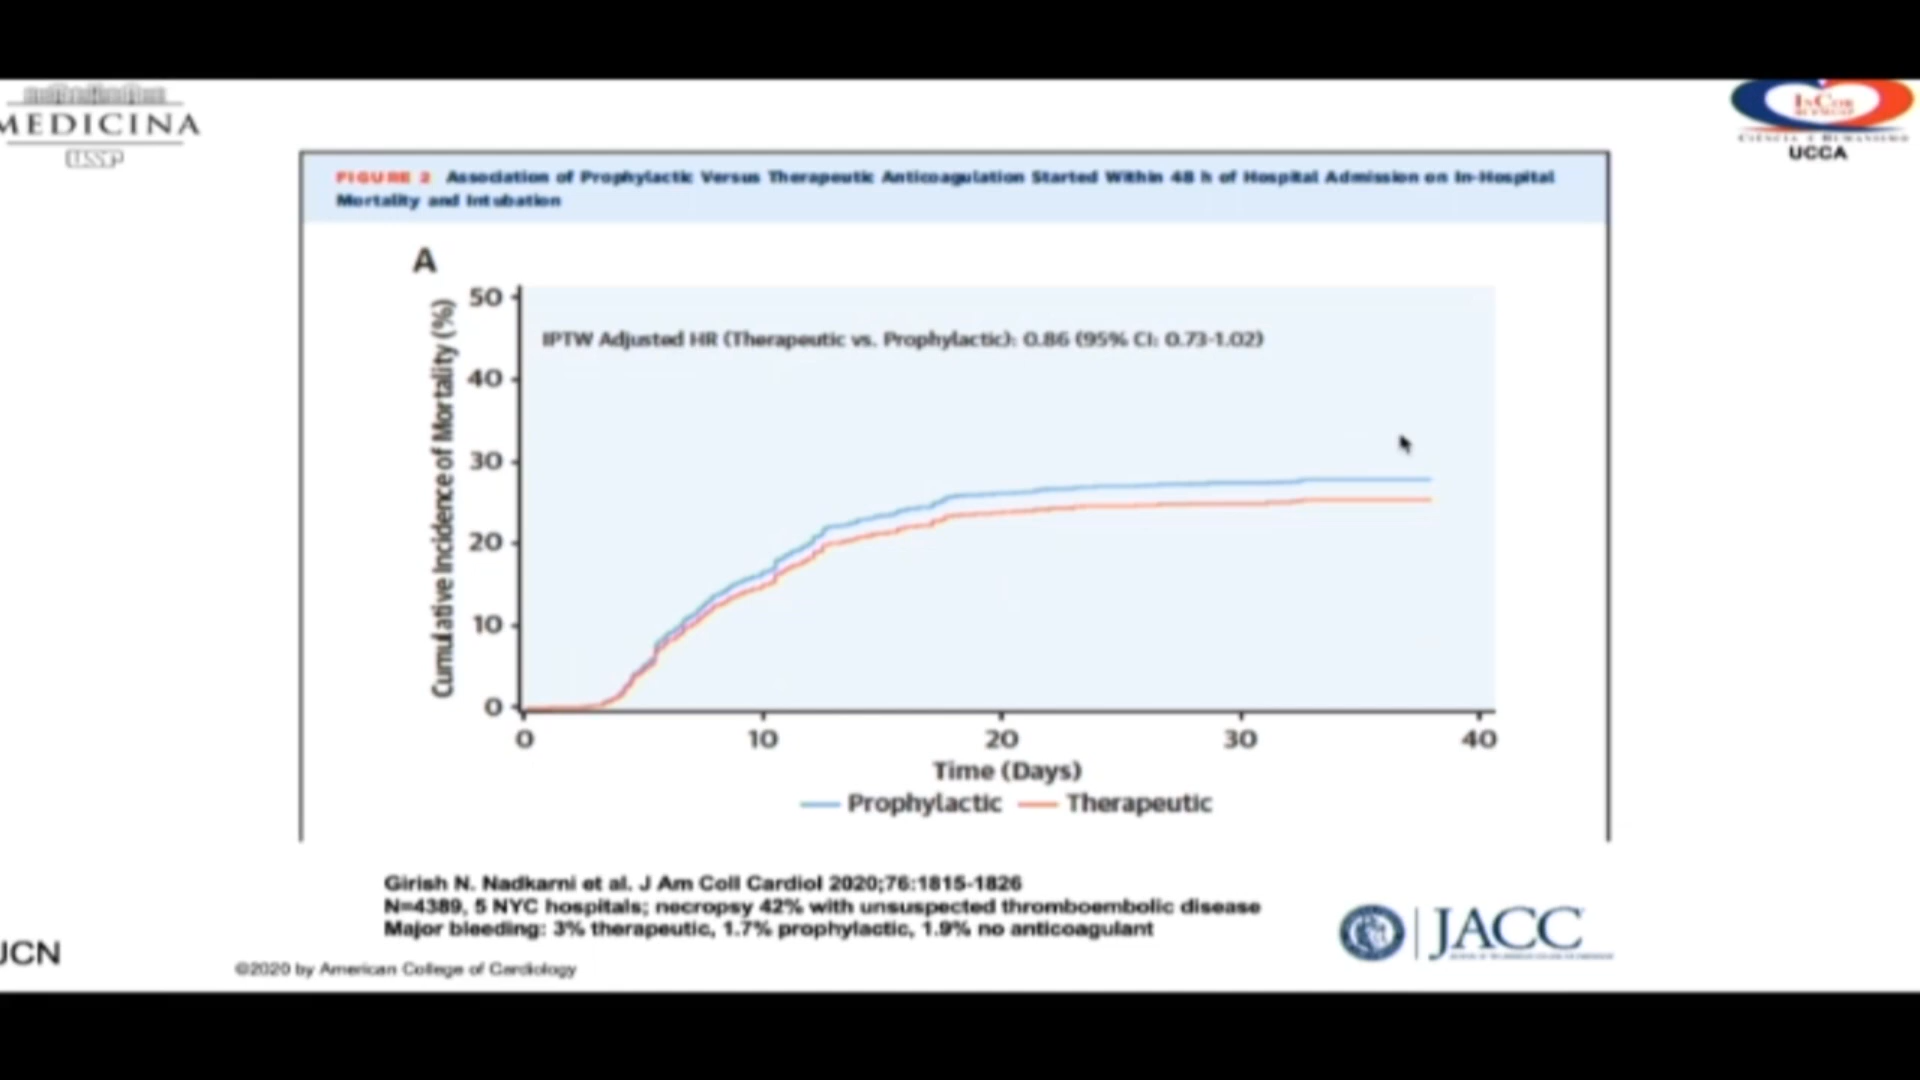 MEDICINA
USP
InCor
UCCA
FIGURE 2 Association of Prophylactic Versus Therapeutic Anticoagulation Started Within 48 h of Hospital Admission on In-Hospital
Mortality and Intubation
A
Cumulative Incidence of Mortality (%)
50
40
30
20
10
0
IPTW Adjusted HR (Therapeutic vs. Prophylactic): 0.86 (95% CI: 0.73-1.02)
0 10 20 30 40
Time (Days)
Prophylactic Therapeutic
Girish N. Nadkarni et al. J Am Coll Cardiol 2020;76:1815-1826
N=4389, 5 NYC hospitals; necropsy 42% with unsuspected thromboembolic disease
Major bleeding: 3% therapeutic, 1.7% prophylactic, 1.9% no anticoagulant
JACC
JCN
©2020 by American College of Cardiology